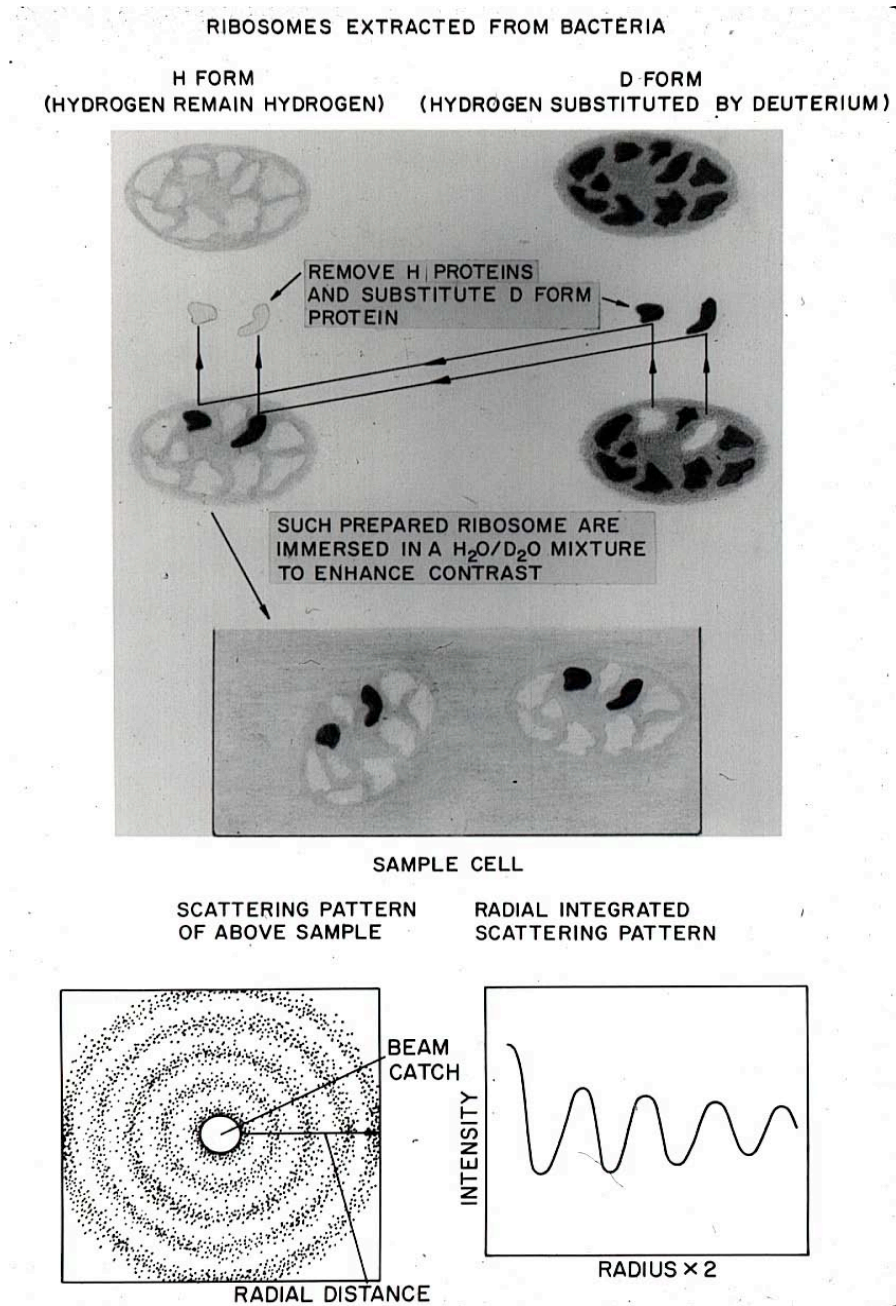 RIBOSOMES EXTRACTED FROM BACTERIA
H FORM
(HYDROGEN REMAIN HYDROGEN)
D FORM
(HYDROGEN SUBSTITUTED BY DEUTERIUM)
REMOVE H PROTEINS
AND SUBSTITUTE D FORM
PROTEIN
SUCH PREPARED RIBOSOME ARE
IMMERSED IN A H₂O/D₂O MIXTURE
TO ENHANCE CONTRAST
SAMPLE CELL
SCATTERING PATTERN
OF ABOVE SAMPLE
RADIAL INTEGRATED
SCATTERING PATTERN
BEAM
CATCH
RADIAL DISTANCE
INTENSITY
RADIUS × 2